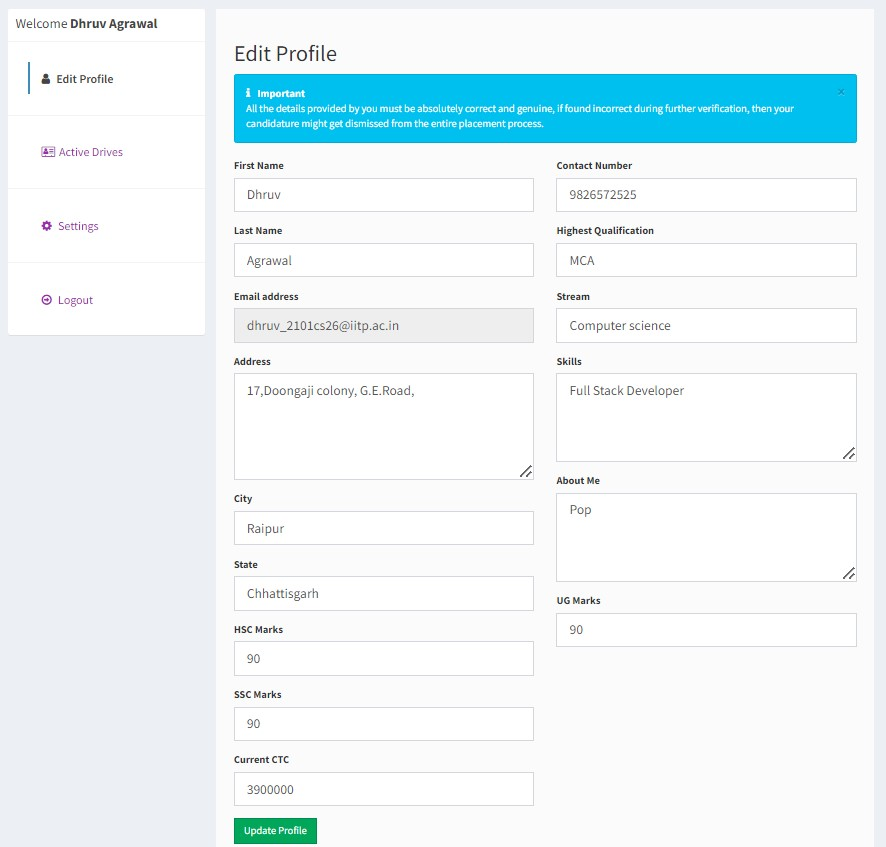 Welcome Dhruv Agrawal
Edit Profile
Active Drives
Settings
Logout
Edit Profile
Important
×
All the details provided by you must be absolutely correct and genuine, if found incorrect during further verification, then your
candidature might get dismissed from the entire placement process.
First Name
Dhruv
Last Name
Agrawal
Email address
dhruv_2101cs26@iitp.ac.in
Address
17,Doongaji colony, G.E.Road,
City
Raipur
State
Chhattisgarh
HSC Marks
90
SSC Marks
90
Current CTC
3900000
Update Profile
Contact Number
9826572525
Highest Qualification
MCA
Stream
Computer science
Skills
Full Stack Developer
About Me
Pop
UG Marks
90